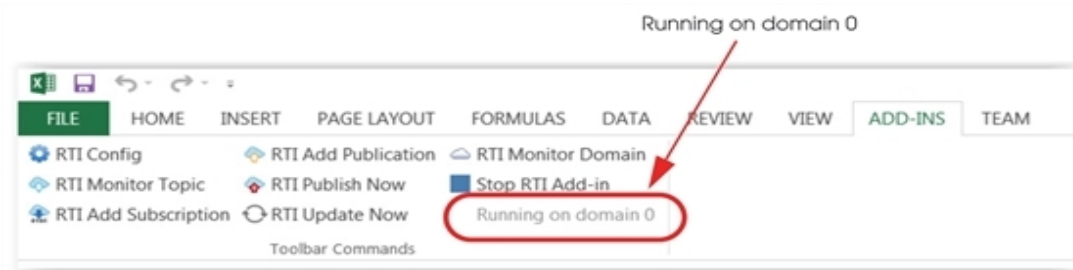 Running on domain 0
FILE HOME INSERT PAGE LAYOUT FORMULAS DATA REVIEW VIEW ADD-INS TEAM
RTI Config RTI Add Publication RTI Monitor Domain
RTI Monitor Topic RTI Publish Now Stop RTI Add-in
RTI Add Subscription RTI Update Now Running on domain 0
Toolbar Commands